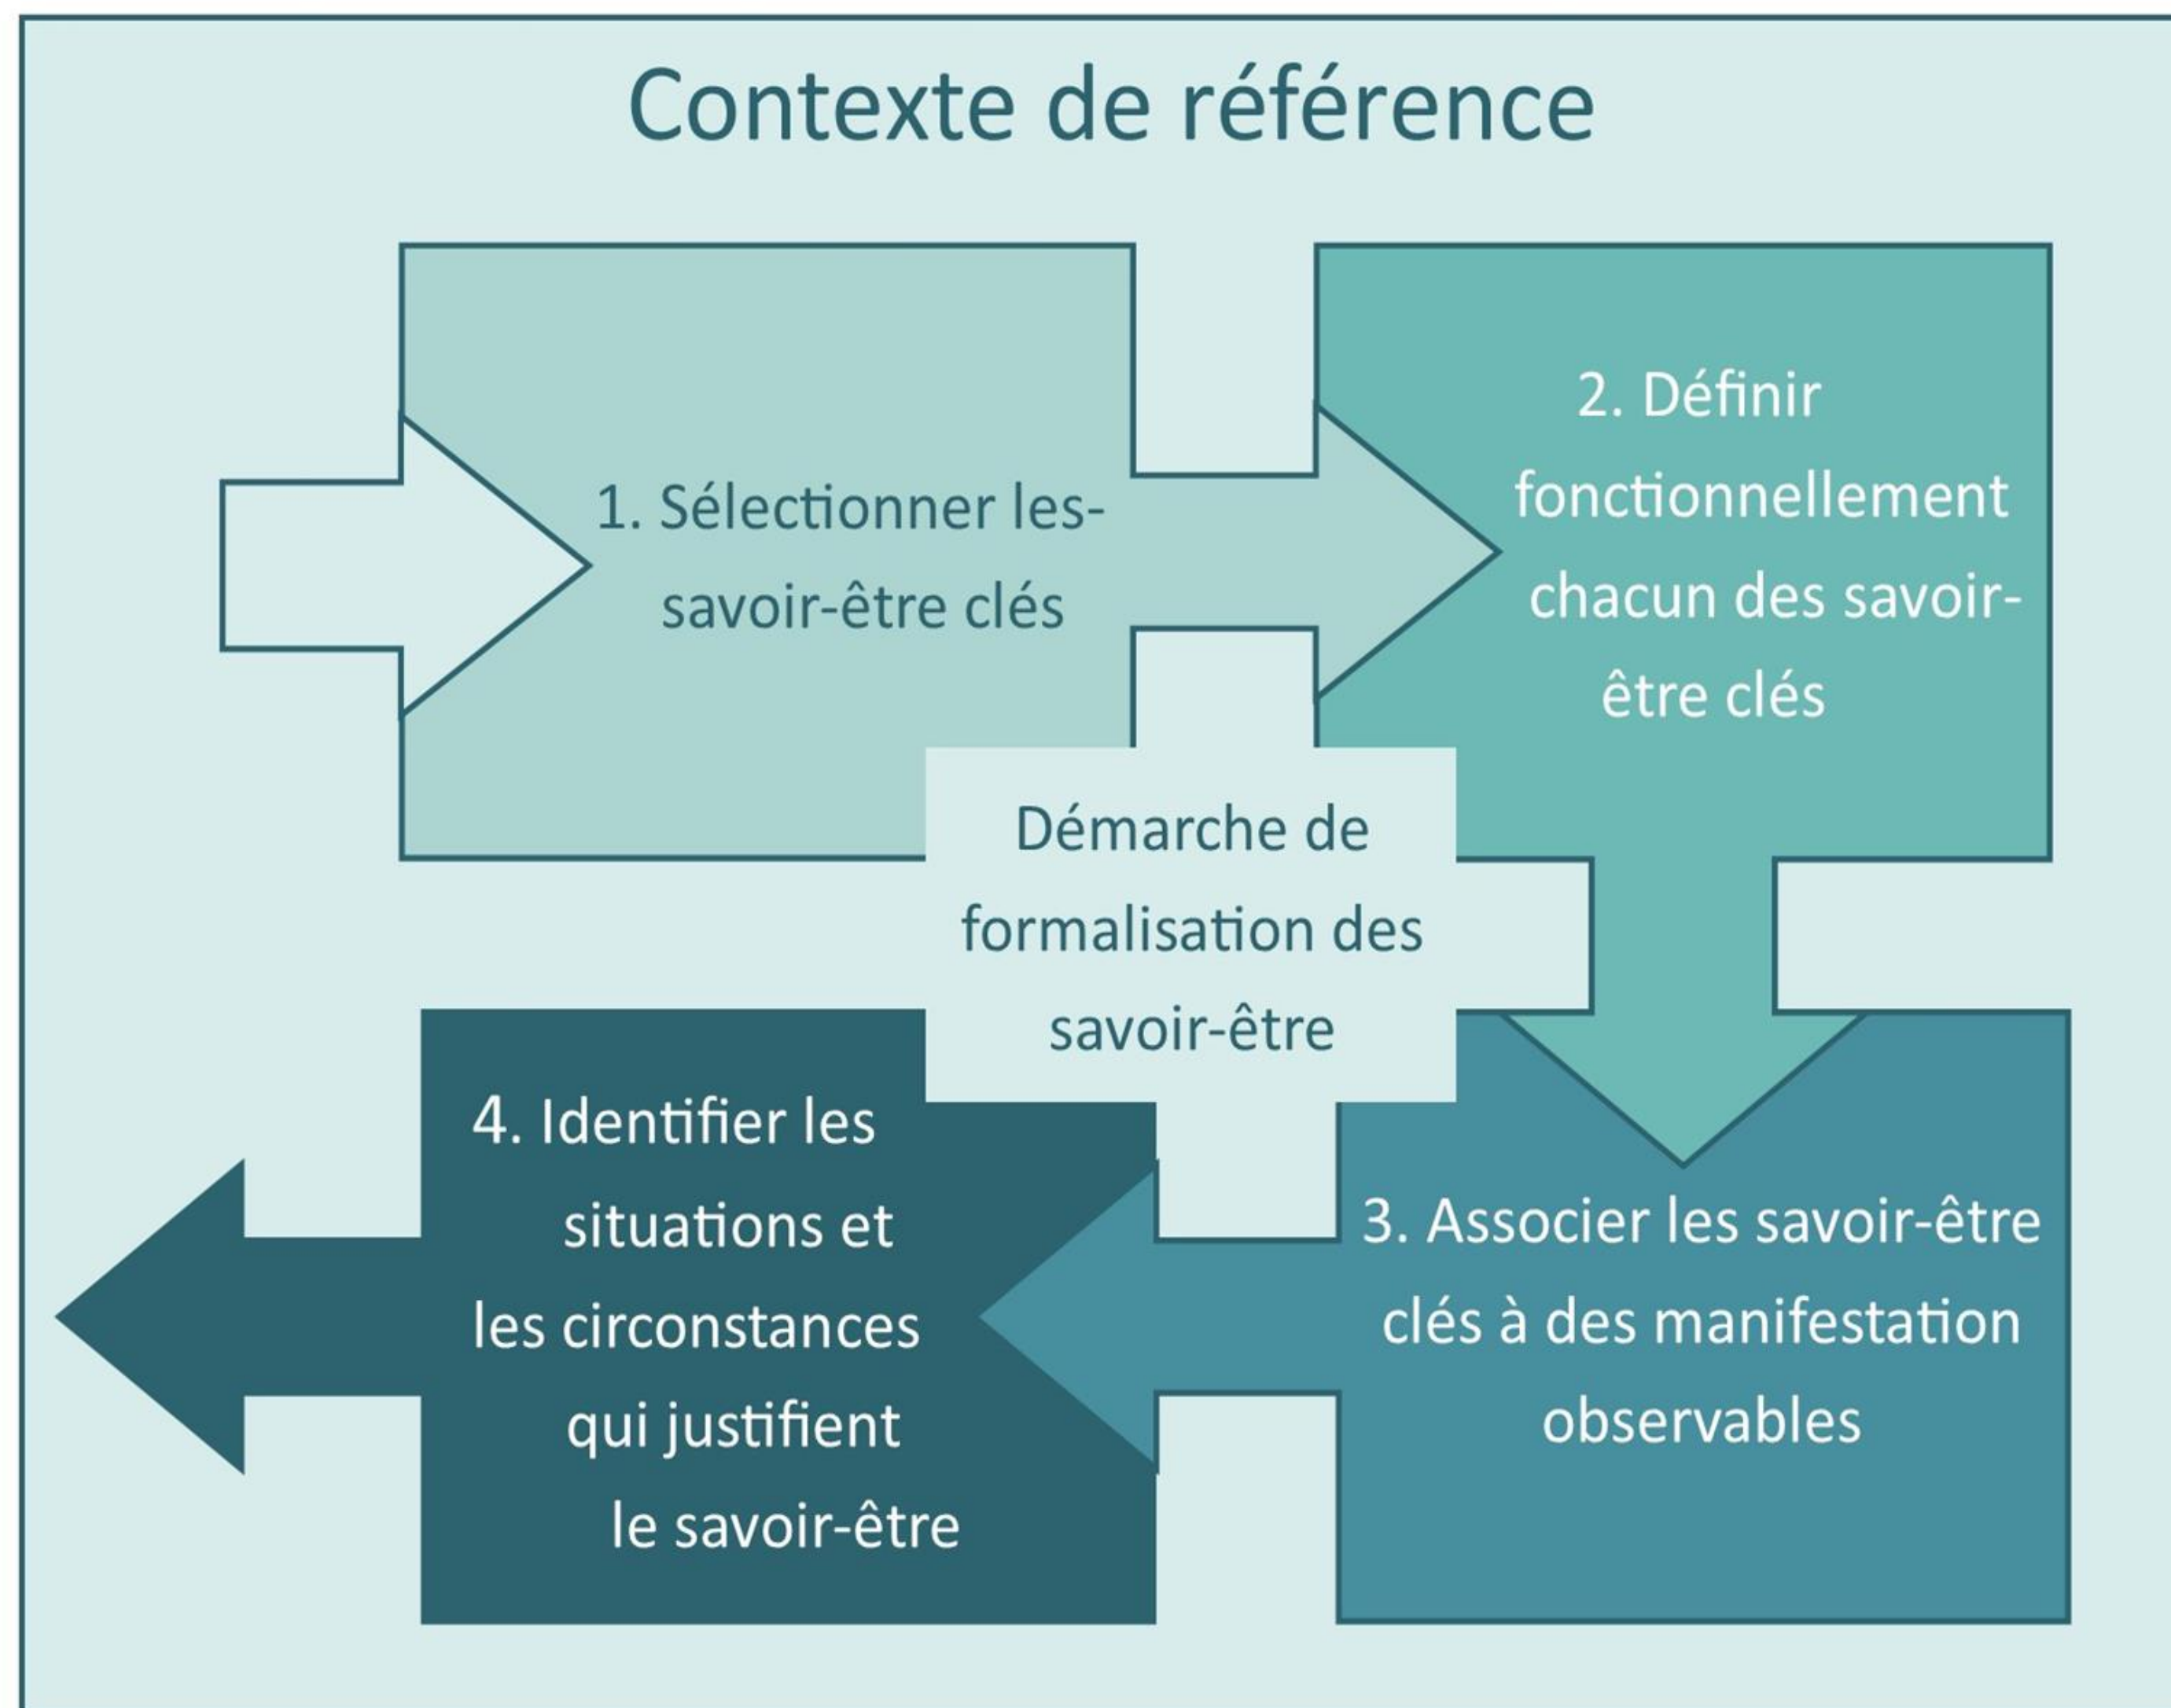 Contexte de référence
1. Sélectionner les-
savoir-être clés
2. Définir
fonctionnellement
chacun des savoir-
être clés
Démarche de
formalisation des
savoir-être
3. Associer les savoir-être
clés à des manifestation
observables
4. Identifier les
situations et
les circonstances
qui justifient
le savoir-être